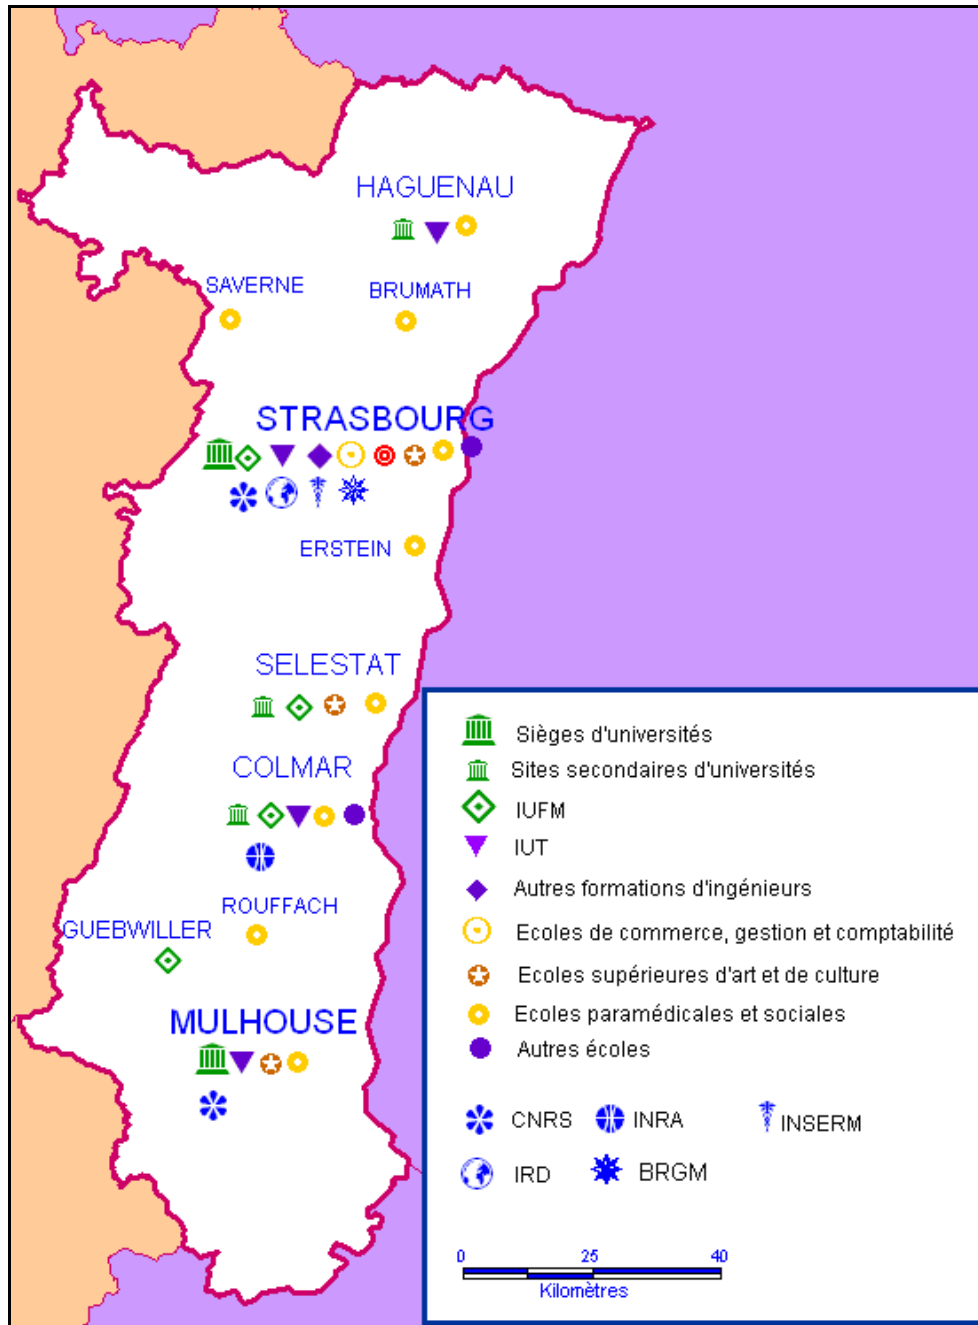 HAGUENAU
SAVERNE
BRUMATH
STRASBOURG
ERSTEIN
SELESTAT
COLMAR
ROUFFACH
GUEBWILLER
MULHOUSE
Sièges d'universités
Sites secondaires d'universités
IUFM
IUT
Autres formations d'ingénieurs
Ecoles de commerce, gestion et comptabilité
Ecoles supérieures d'art et de culture
Ecoles paramédicales et sociales
Autres écoles
CNRS INRA INSERM
IRD BRGM
0 25 40
Kilomètres